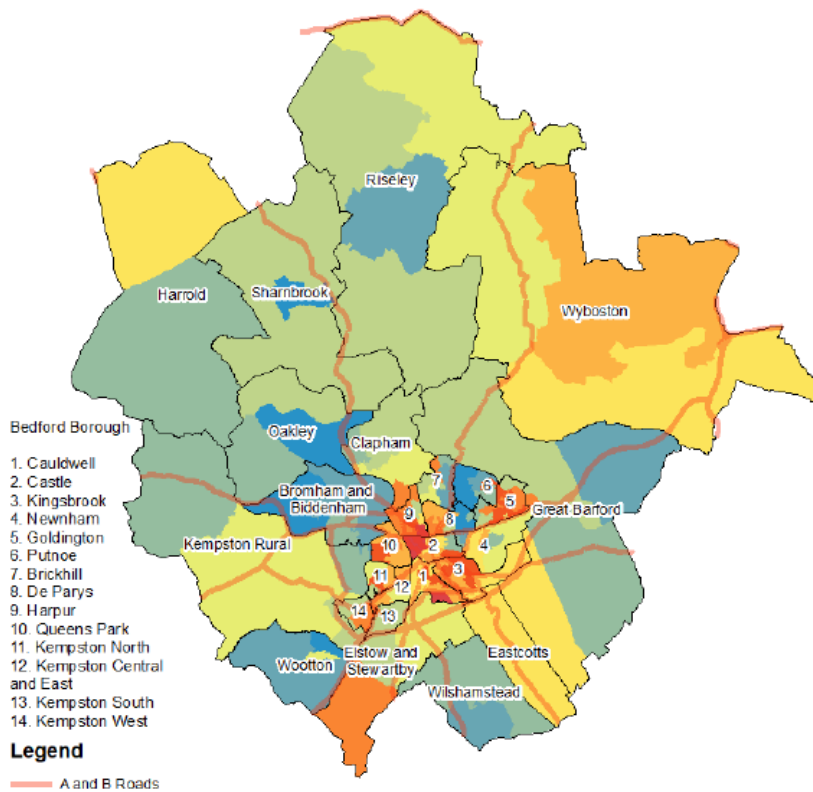 Riseley
Harrold
Sharnbrook
Wyboston
Oakley
Clapham
Bromham and
Biddenham
Great Barford
Kempston Rural
7
6
5
9
8
10
2
4
11
12
1
3
14
13
Wootton
Elstow and
Stewartby
Eastcotts
Wilshamstead
Bedford Borough
1. Cauldwell
2. Castle
3. Kingsbrook
4. Newnham
5. Goldington
6. Putnoe
7. Brickhill
8. De Parys
9. Harpur
10. Queens Park
11. Kempston North
12. Kempston Central
and East
13. Kempston South
14. Kempston West
Legend
A and B Roads